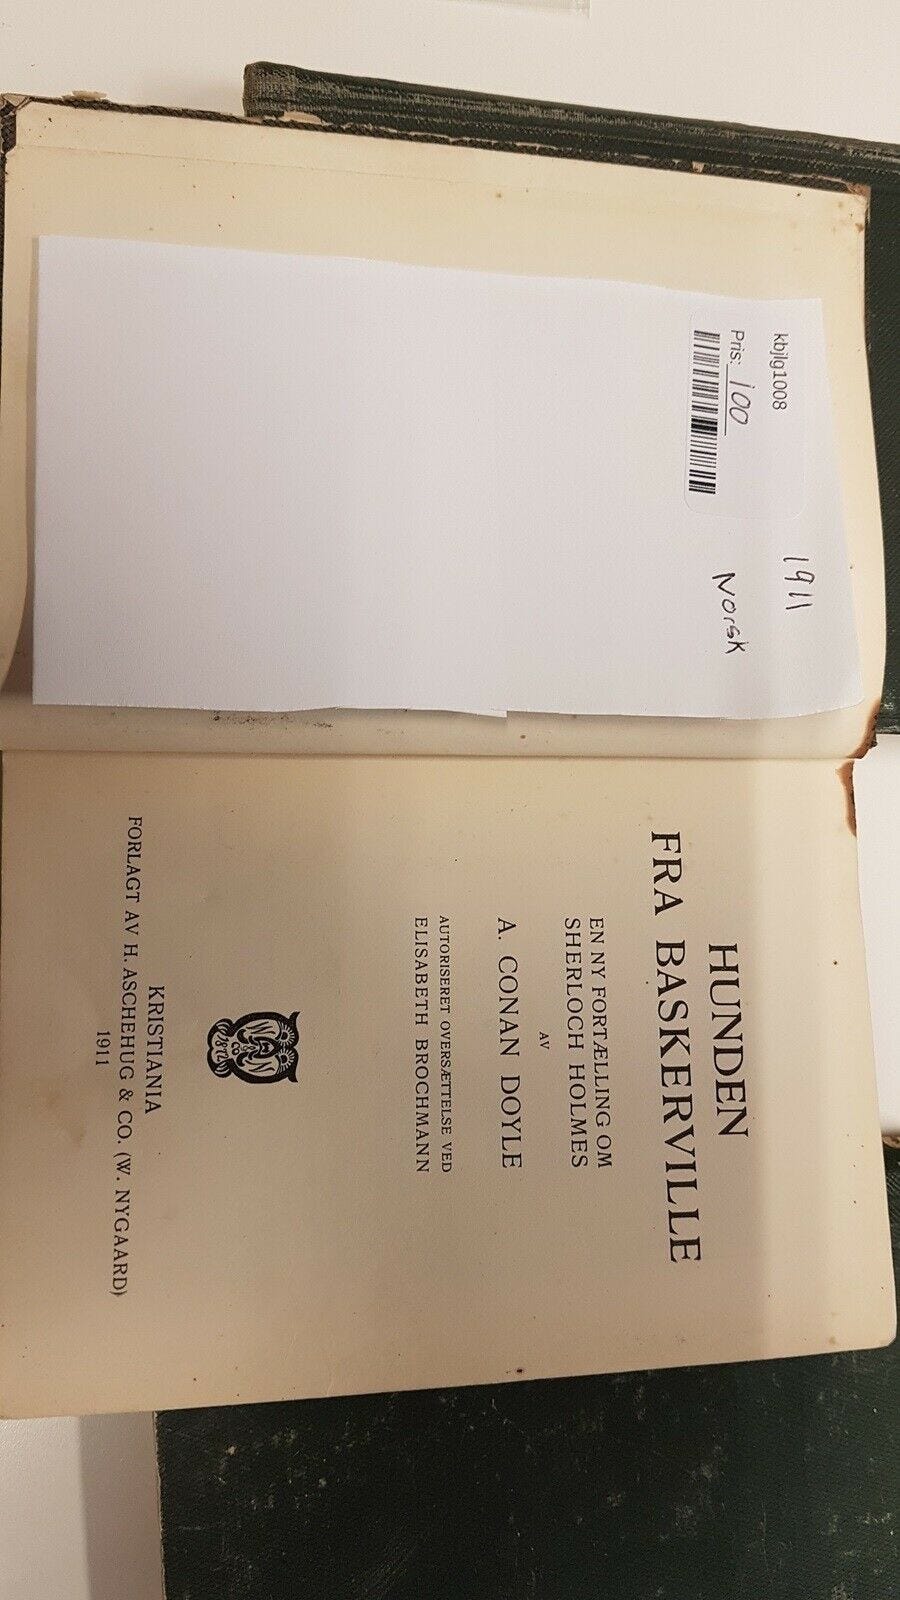 kbjlg1008
Pris: 100
1911
Norsk
HUNDEN
FRA BASKERVILLE
EN NY FORTÆLLING OM
SHERLOCH HOLMES
AV
A. CONAN DOYLE
AUTORISERET OVERSÆTTELSE VED
ELISABETH BROCHMANN
KRISTIANIA
FORLAGT AV H. ASCHEHUG & CO. (W. NYGAARD)
1911